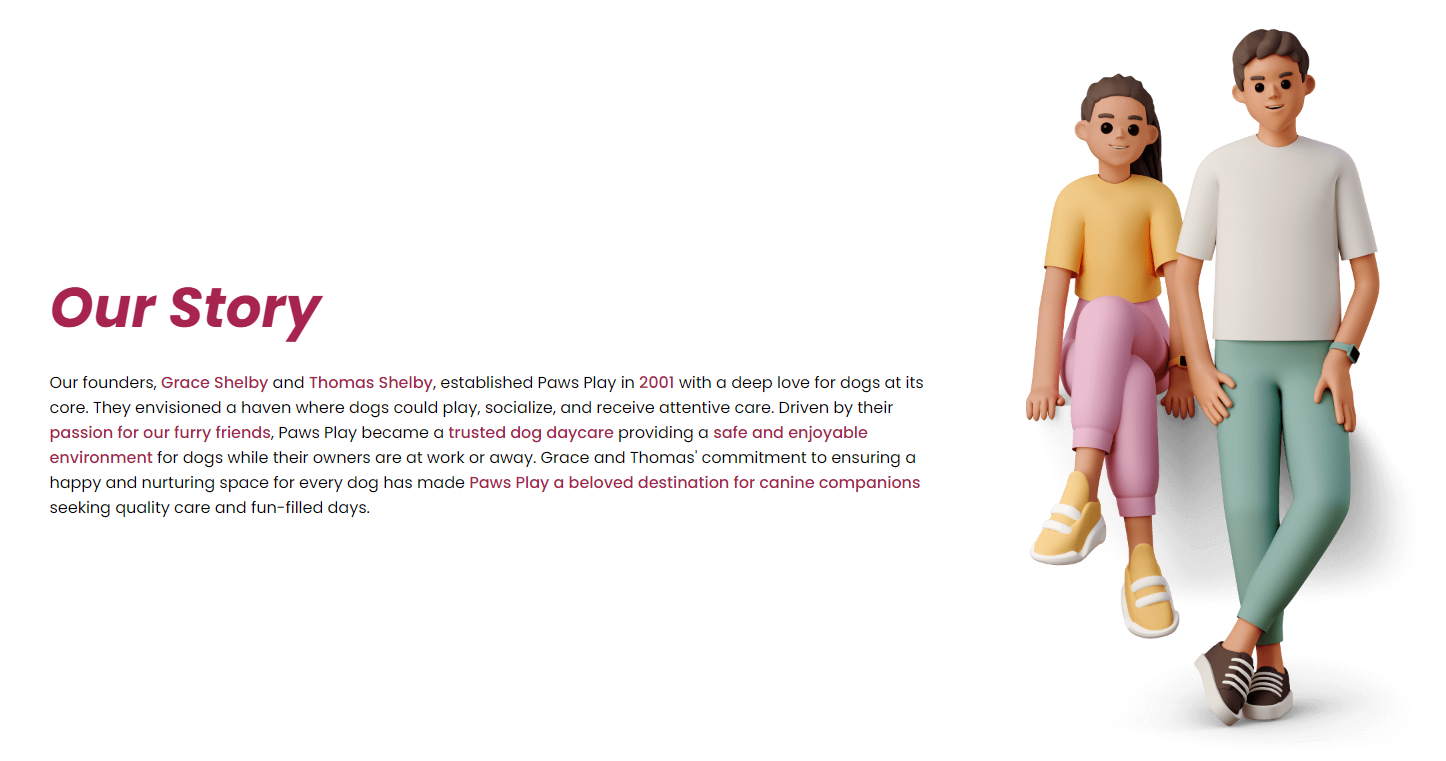 Our Story
Our founders, Grace Shelby and Thomas Shelby, established Paws Play in 2001 with a deep love for dogs at its
core. They envisioned a haven where dogs could play, socialize, and receive attentive care. Driven by their
passion for our furry friends, Paws Play became a trusted dog daycare providing a safe and enjoyable
environment for dogs while their owners are at work or away. Grace and Thomas' commitment to ensuring a
happy and nurturing space for every dog has made Paws Play a beloved destination for canine companions
seeking quality care and fun-filled days.